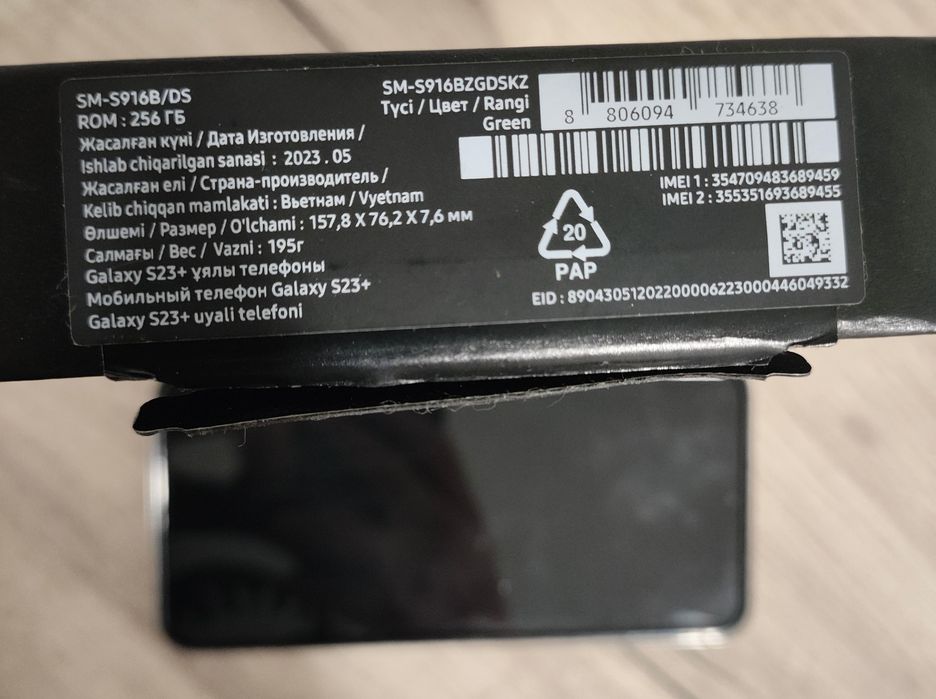 SM-S916B/DS
ROM : 256 ГБ
Жасалған күні / Дата Изготовления /
Ishlab chiqarilgan sanasi : 2023 . 05
Жасалған елі / Страна-производитель /
Kelib chiqqan mamlakati : Вьетнам / Vyetnam
Өлшемі / Размер / O'lchami : 157,8 X 76,2 X 7,6 мм
Салмағы / Вес / Vazni : 195г
Galaxy S23+ ұялы телефоны
Мобильный телефон Galaxy S23+
Galaxy S23+ uyali telefoni
SM-S916BZGDSKZ
Түсі / Цвет / Rangi
Green
8 806094 734638
IMEI 1 : 354709483689459
IMEI 2 : 355351693689455
20
PAP
EID : 89043051202200006223000446049332